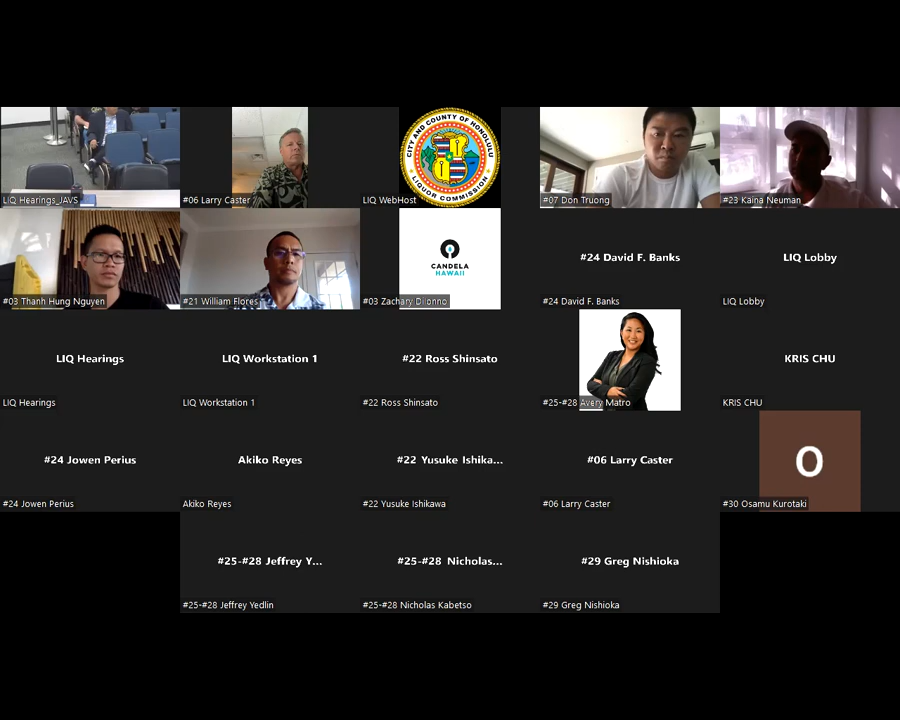 LIQ Hearings_JAVS
#06 Larry Caster
CITY AND COUNTY OF HONOLULU
LIQUOR COMMISSION
LIQ WebHost
#07 Don Truong
#23 Kaina Neuman
#03 Thanh Hung Nguyen
#21 William Flores
CANDELA
HAWAII
#03 Zachary Diionno
#24 David F. Banks
#24 David F. Banks
LIQ Lobby
LIQ Lobby
LIQ Hearings
LIQ Hearings
LIQ Workstation 1
LIQ Workstation 1
#22 Ross Shinsato
#22 Ross Shinsato
#25-#28 Avery Matro
KRIS CHU
KRIS CHU
#24 Jowen Perius
#24 Jowen Perius
Akiko Reyes
Akiko Reyes
#22 Yusuke Ishika...
#22 Yusuke Ishikawa
#06 Larry Caster
#06 Larry Caster
O
#30 Osamu Kurotaki
#25-#28 Jeffrey Y...
#25-#28 Jeffrey Yedlin
#25-#28 Nicholas...
#25-#28 Nicholas Kabetso
#29 Greg Nishioka
#29 Greg Nishioka